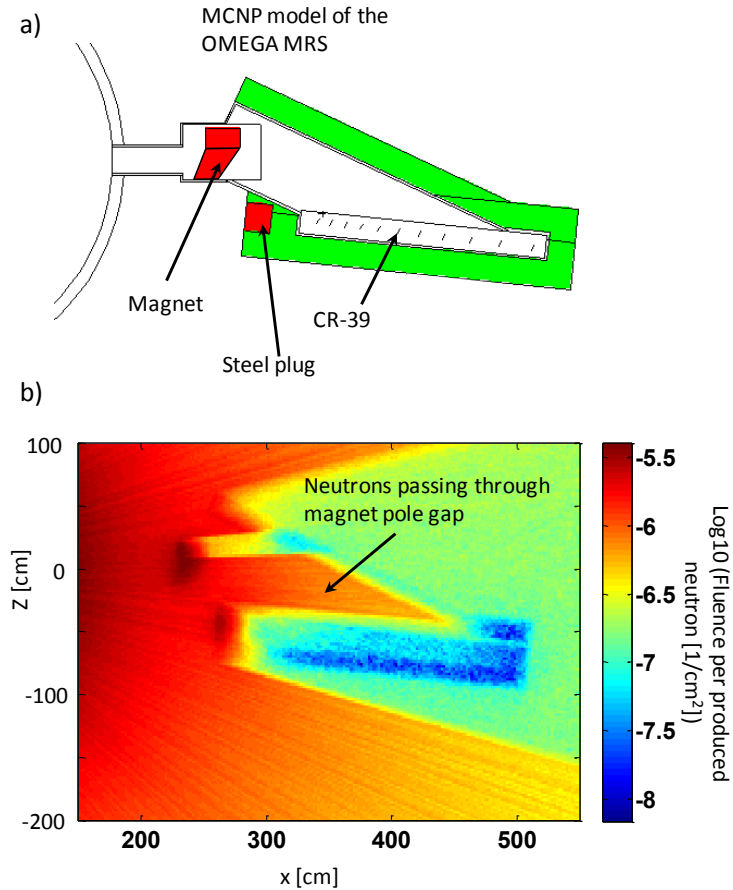 a)
MCNP model of the
OMEGA MRS
Magnet
CR-39
Steel plug
b)
Neutrons passing through
magnet pole gap
100
0
-100
-200
Z [cm]
200
300
400
500
x [cm]
-5.5
-6
-6.5
-7
-7.5
-8
Log10 (Fluence per produced
neutron [1/cm²])